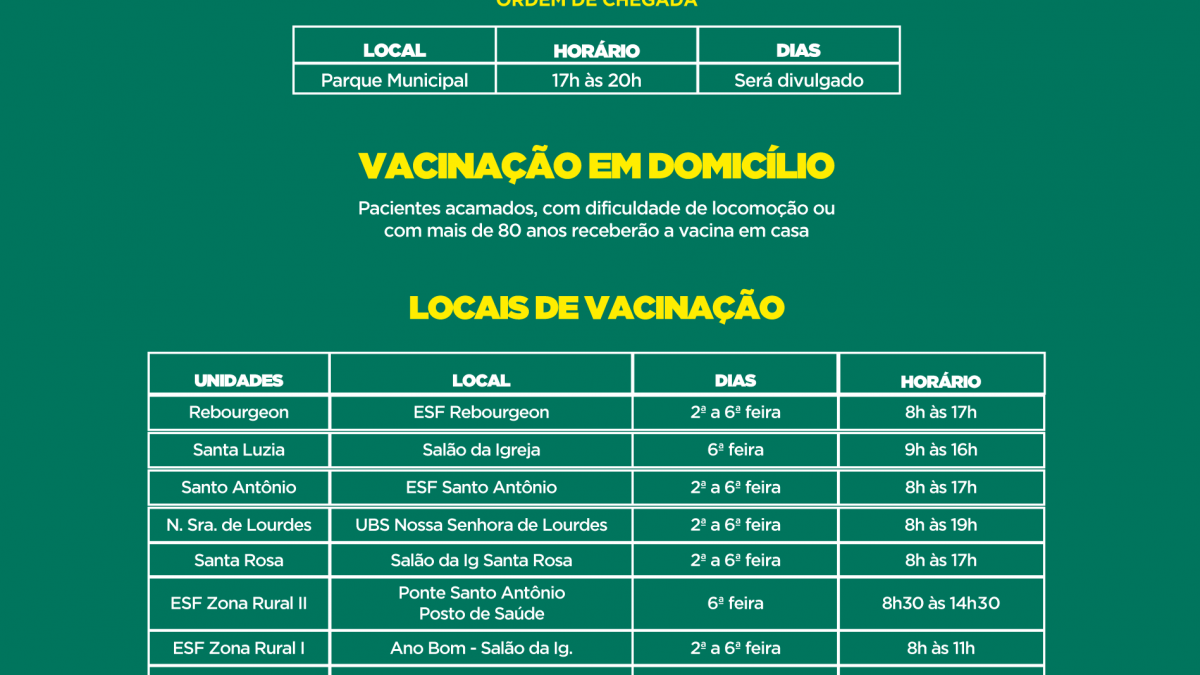 ORDEM DE CHEGADA
LOCAL HORÁRIO DIAS
Parque Municipal 17h às 20h Será divulgado
VACINAÇÃO EM DOMICÍLIO
Pacientes acamados, com dificuldade de locomoção ou
com mais de 80 anos receberão a vacina em casa
LOCAIS DE VACINAÇÃO
UNIDADES LOCAL DIAS HORÁRIO
Rebourgeon ESF Rebourgeon 2ª a 6ª feira 8h às 17h
Santa Luzia Salão da Igreja 6ª feira 9h às 16h
Santo Antônio ESF Santo Antônio 2ª a 6ª feira 8h às 17h
N. Sra. de Lourdes UBS Nossa Senhora de Lourdes 2ª a 6ª feira 8h às 19h
Santa Rosa Salão da Ig Santa Rosa 2ª a 6ª feira 8h às 17h
ESF Zona Rural II Ponte Santo Antônio
Posto de Saúde 6ª feira 8h30 às 14h30
ESF Zona Rural I Ano Bom - Salão da Ig. 2ª a 6ª feira 8h às 11h